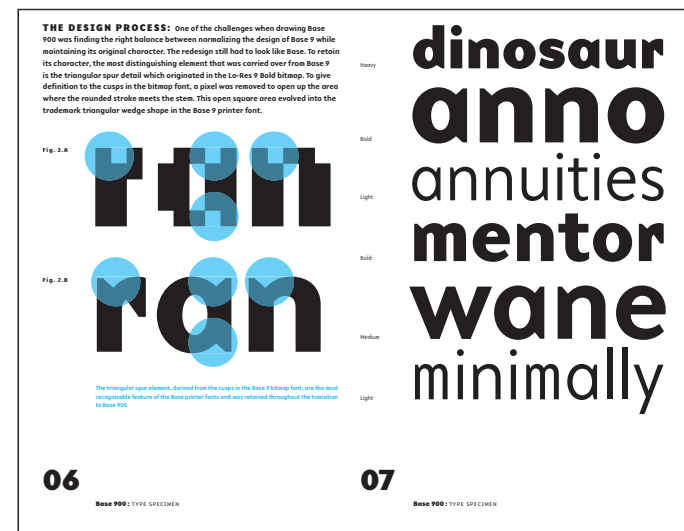 THE DESIGN PROCESS: One of the challenges when drawing Base
900 was finding the right balance between normalizing the design of Base 9 while
maintaining its original character. The redesign still had to look like Base. To retain
its character, the most distinguishing element that was carried over from Base 9
is the triangular spur detail which originated in the Lo-Res 9 Bold bitmap. To give
definition to the cusps in the bitmap font, a pixel was removed to open up the area
where the rounded stroke meets the stem. This open square area evolved into the
trademark triangular wedge shape in the Base 9 printer font.
Fig. 2.A
ran
Fig. 2.B
ran
The triangular spur element, derived from the cusps in the Base 9 bitmap font, are the most
recognizable feature of the Base printer fonts and was retained throughout the transition
to Base 900.
06
Base 900: TYPE SPECIMEN
Heavy
dinosaur
Bold
anno
Light
annuities
Bold
mentor
Medium
wane
Light
minimally
07
Base 900: TYPE SPECIMEN